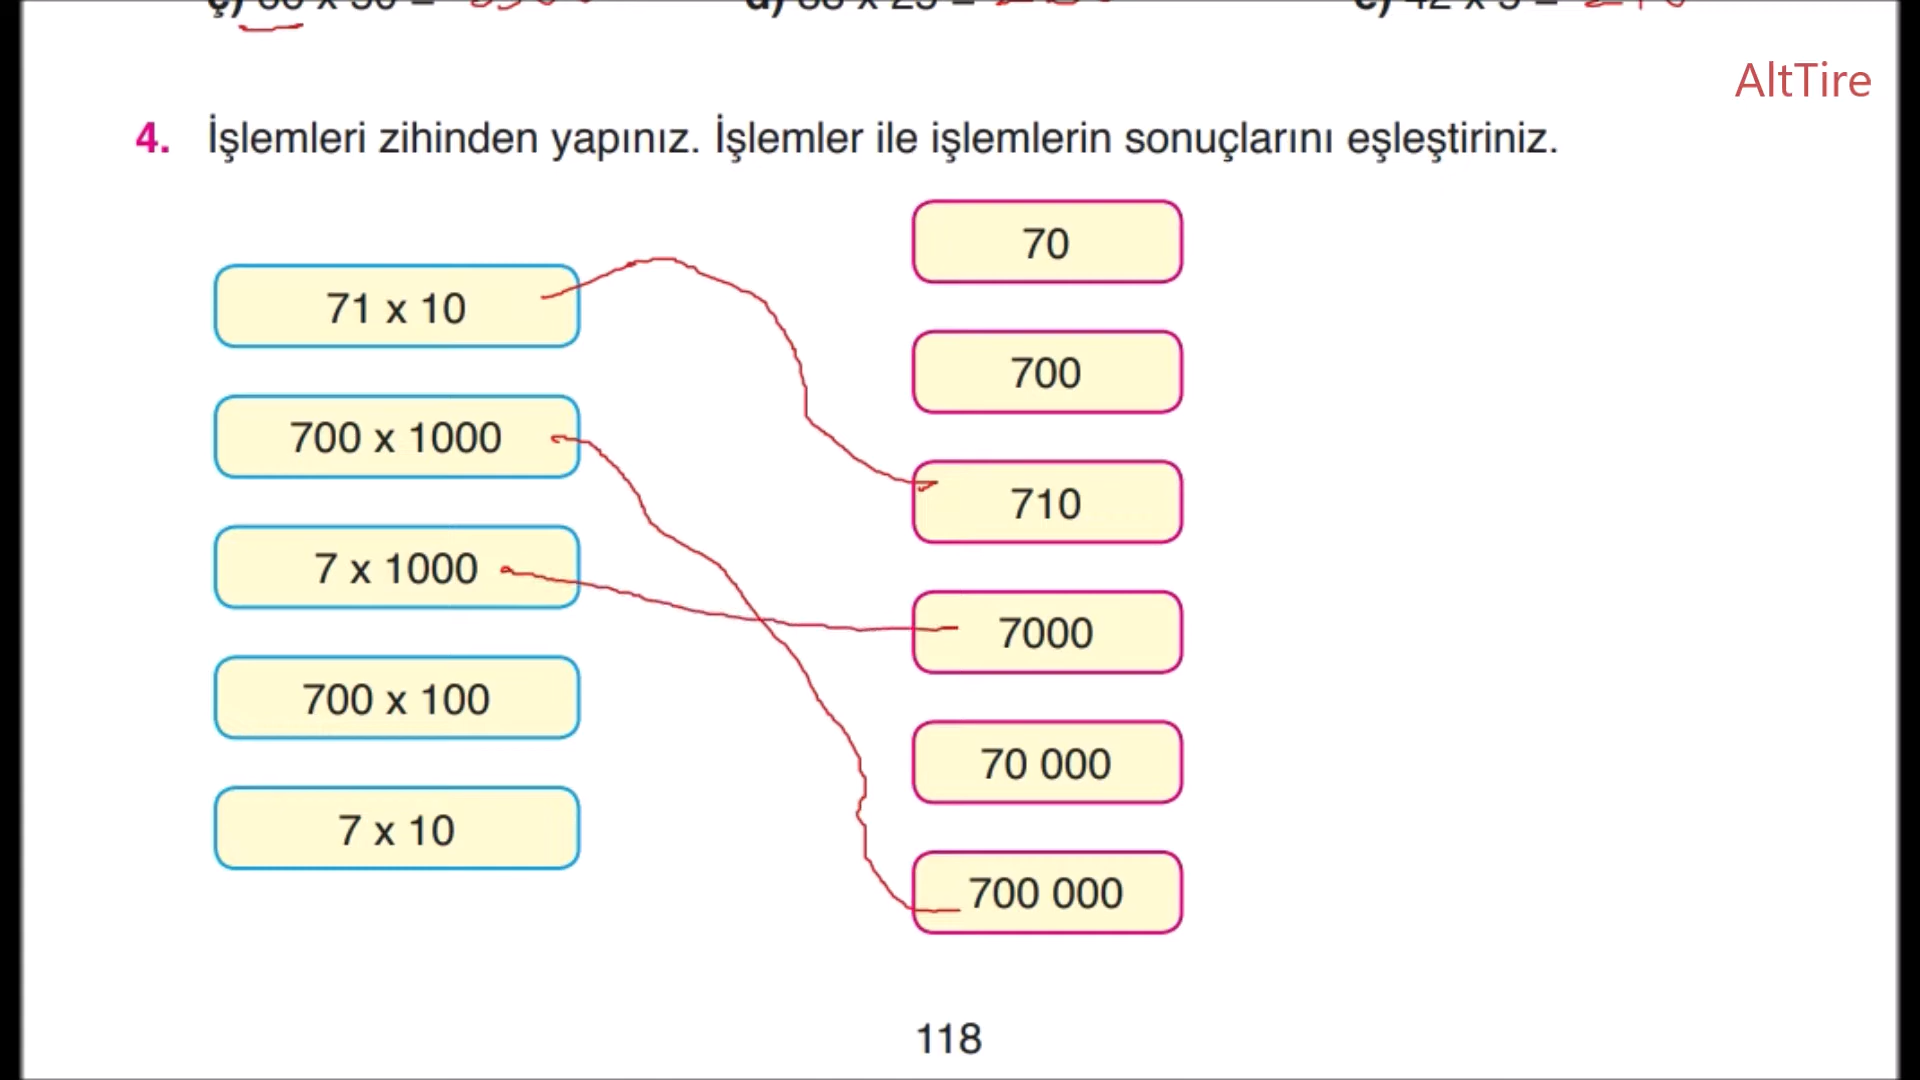 AltTire
4. İşlemleri zihinden yapınız. İşlemler ile işlemlerin sonuçlarını eşleştiriniz.
71 x 10
700 x 1000
7 x 1000
700 x 100
7 x 10
70
700
710
7000
70 000
700 000
118